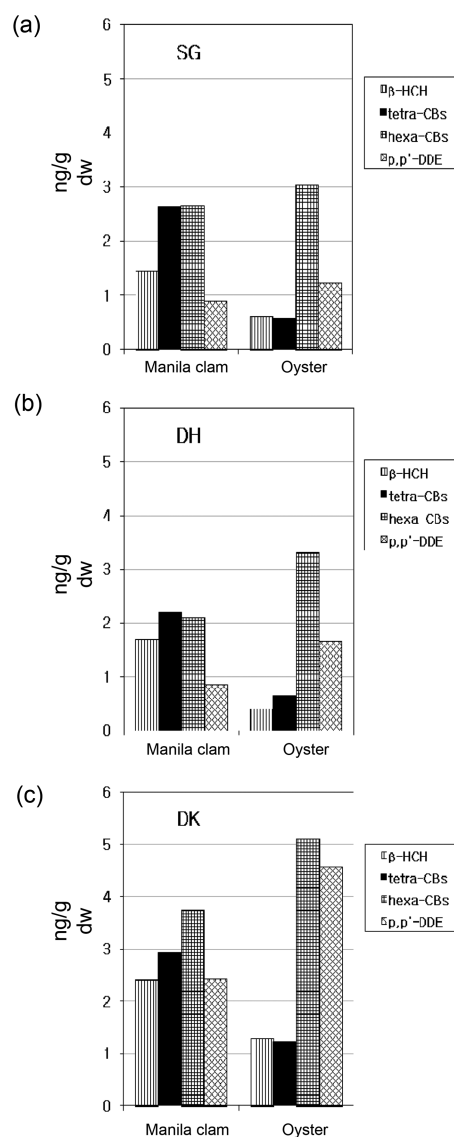 (a)
SG
6
5
4
3
2
1
0
ng/g
dw
Manila clam
Oyster
β-HCH
tetra-CBs
hexa-CBs
p,p'-DDE
(b)
DH
6
5
4
3
2
1
0
ng/g
dw
Manila clam
Oyster
β-HCH
tetra-CBs
hexa CBs
p,p'-DDE
(c)
DK
6
5
4
3
2
1
0
ng/g
dw
Manila clam
Oyster
β-HCH
tetra-CBs
hexa-CBs
p,p'-DDE